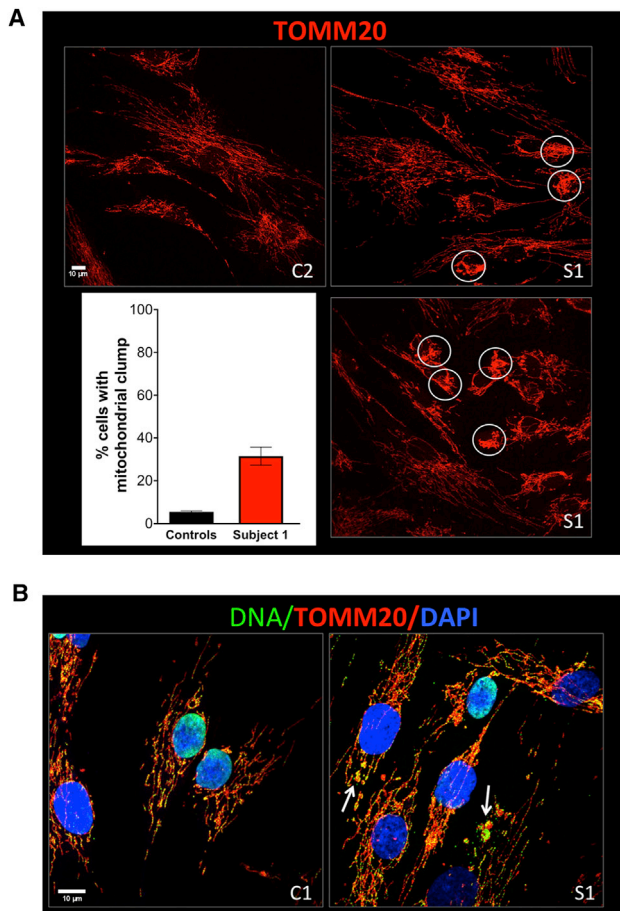 A
TOMM20
10 µm
C2
S1
% cells with
mitochondrial clump
100
80
60
40
20
0
Controls
Subject 1
S1
B
DNA/TOMM20/DAPI
10 µm
C1
S1